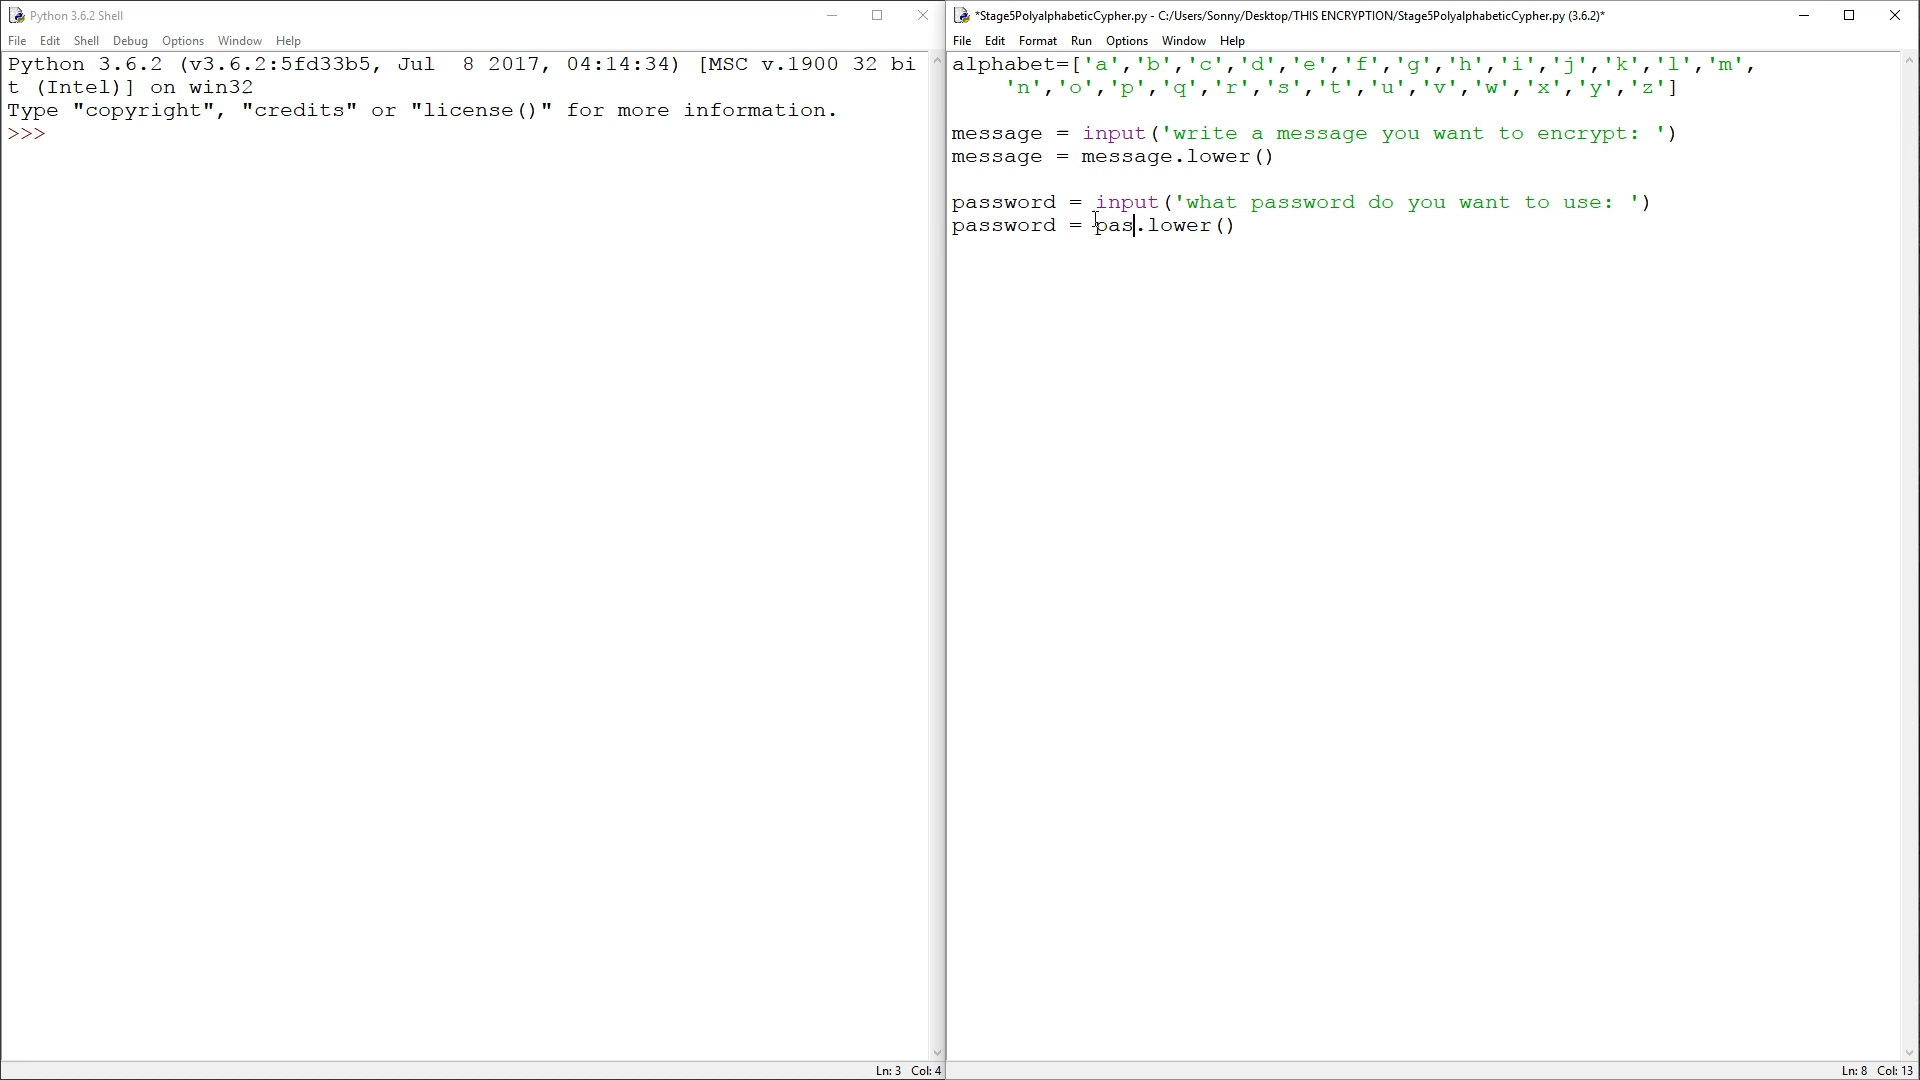 Python 3.6.2 Shell
File Edit Shell Debug Options Window Help
Python 3.6.2 (v3.6.2:5fd33b5, Jul  8 2017, 04:14:34) [MSC v.1900 32 bi
t (Intel)] on win32
Type "copyright", "credits" or "license()" for more information.
>>>
Ln: 3 Col: 4
*Stage5PolyalphabeticCypher.py - C:/Users/Sonny/Desktop/THIS ENCRYPTION/Stage5PolyalphabeticCypher.py (3.6.2)*
File Edit Format Run Options Window Help
alphabet=['a','b','c','d','e','f','g','h','i','j','k','l','m',
    'n','o','p','q','r','s','t','u','v','w','x','y','z']
message = input('write a message you want to encrypt: ')
message = message.lower()
password = input('what password do you want to use: ')
password = pas.lower()
Ln: 8 Col: 13